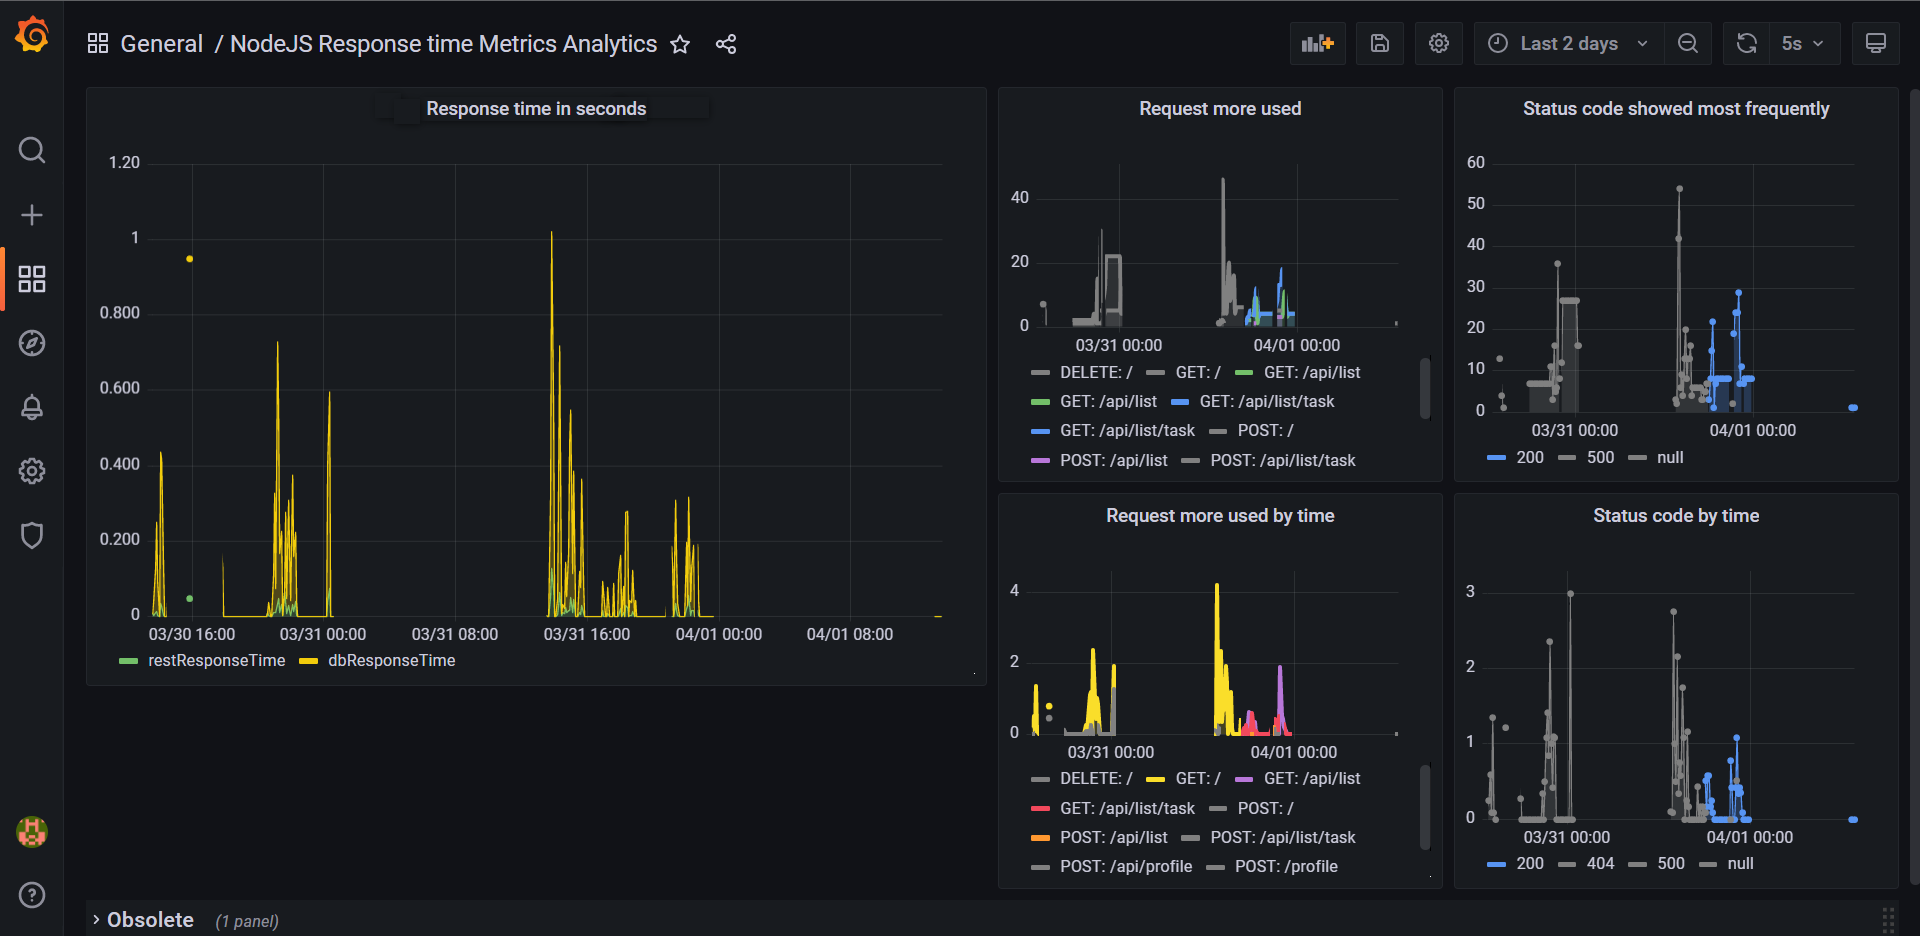 General / NodeJS Response time Metrics Analytics
Last 2 days
5s
Response time in seconds
1.20
1
0.800
0.600
0.400
0.200
0
03/30 16:00 03/31 00:00 03/31 08:00 03/31 16:00 04/01 00:00 04/01 08:00
restResponseTime dbResponseTime
Request more used
40
20
0
03/31 00:00 04/01 00:00
DELETE: / GET: / GET: /api/list
GET: /api/list GET: /api/list/task
GET: /api/list/task POST: /
POST: /api/list POST: /api/list/task
Status code showed most frequently
60
50
40
30
20
10
0
03/31 00:00 04/01 00:00
200 500 null
Request more used by time
4
2
0
03/31 00:00 04/01 00:00
DELETE: / GET: / GET: /api/list
GET: /api/list/task POST: /
POST: /api/list POST: /api/list/task
POST: /api/profile POST: /profile
Status code by time
3
2
1
0
03/31 00:00 04/01 00:00
200 404 500 null
Obsolete (1 panel)